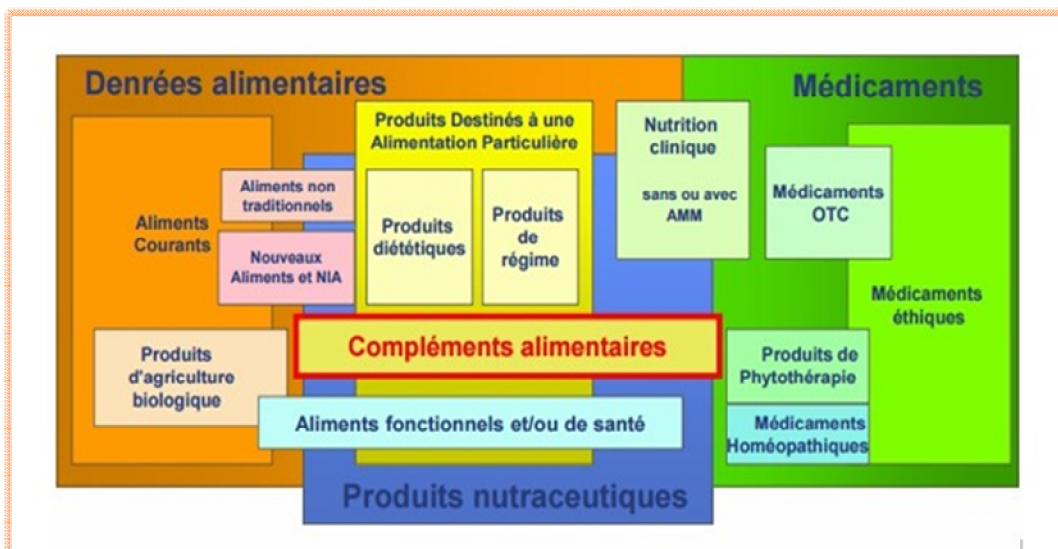 Denrées alimentaires
Médicaments
Produits Destinés à une
Alimentation Particulière
Nutrition
clinique
sans ou avec
AMM
Aliments non
traditionnels
Médicaments
OTC
Aliments
Courants
Produits
diététiques
Produits
de
régime
Nouveaux
Aliments et NIA
Médicaments
éthiques
Compléments alimentaires
Produits
d'agriculture
biologique
Produits de
Phytothérapie
Aliments fonctionnels et/ou de santé
Médicaments
Homéopathiques
Produits nutraceutiques